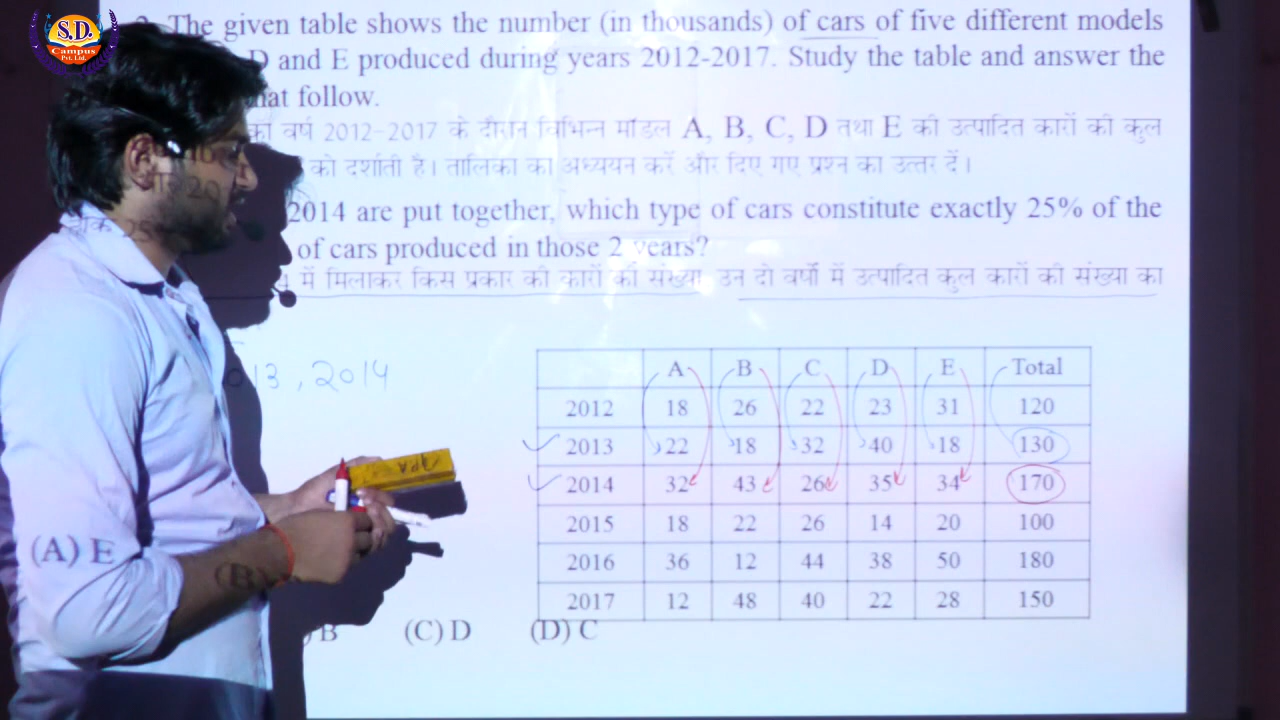 S.D.
Campus
Pvt. Ltd.
The given table shows the number (in thousands) of cars of five different models
D and E produced during years 2012-2017. Study the table and answer the
hat follow.
का वर्ष 2012-2017 के दौरान विभिन्न मॉडल A, B, C, D तथा E की उत्पादित कारों की कुल
को दर्शाती है। तालिका का अध्ययन करें और दिए गए प्रश्न का उत्तर दें।
2014 are put together, which type of cars constitute exactly 25% of the
of cars produced in those 2 years?
4 में मिलाकर किस प्रकार की कारों की संख्या उन दो वर्षों में उत्पादित कुल कारों की संख्या का
13, 2014
A B C D E Total
2012 18 26 22 23 31 120
2013 22 18 32 40 18 130
2014 32 43 26 35 34 170
2015 18 22 26 14 20 100
2016 36 12 44 38 50 180
2017 12 48 40 22 28 150
(A) E
(B)
) B (C) D (D) C